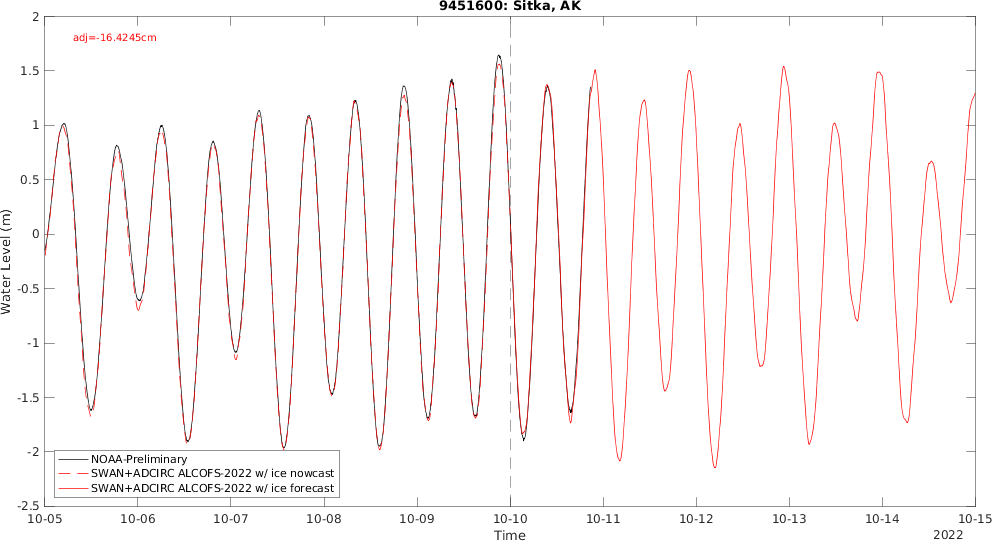 9451600: Sitka, AK
adj=-16.4245cm
2
1.5
1
0.5
0
-0.5
-1
-1.5
-2
-2.5
Water Level (m)
NOAA-Preliminary
SWAN+ADCIRC ALCOFS-2022 w/ ice nowcast
SWAN+ADCIRC ALCOFS-2022 w/ ice forecast
10-05 10-06 10-07 10-08 10-09 10-10 10-11 10-12 10-13 10-14 10-15
Time
2022